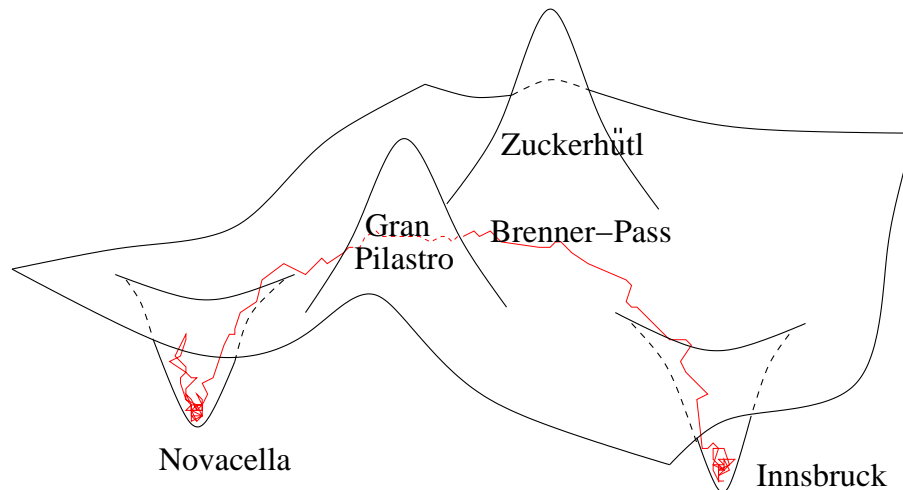 Zuckerhütl
Gran
Pilastro
Brenner–Pass
Novacella
Innsbruck